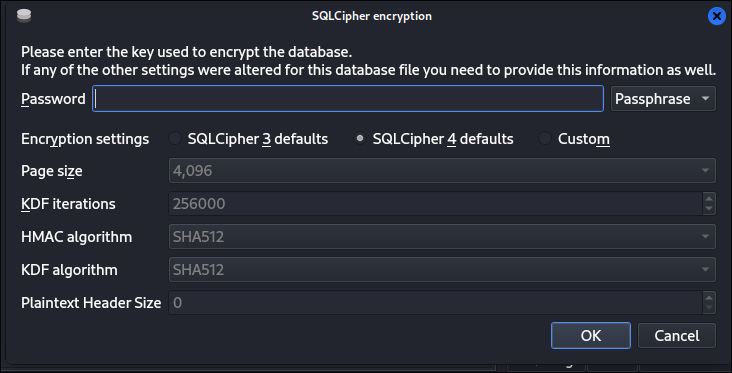 SQLCipher encryption
Please enter the key used to encrypt the database.
If any of the other settings were altered for this database file you need to provide this information as well.
Password Passphrase
Encryption settings SQLCipher 3 defaults SQLCipher 4 defaults Custom
Page size 4,096
KDF iterations 256000
HMAC algorithm SHA512
KDF algorithm SHA512
Plaintext Header Size 0
OK Cancel